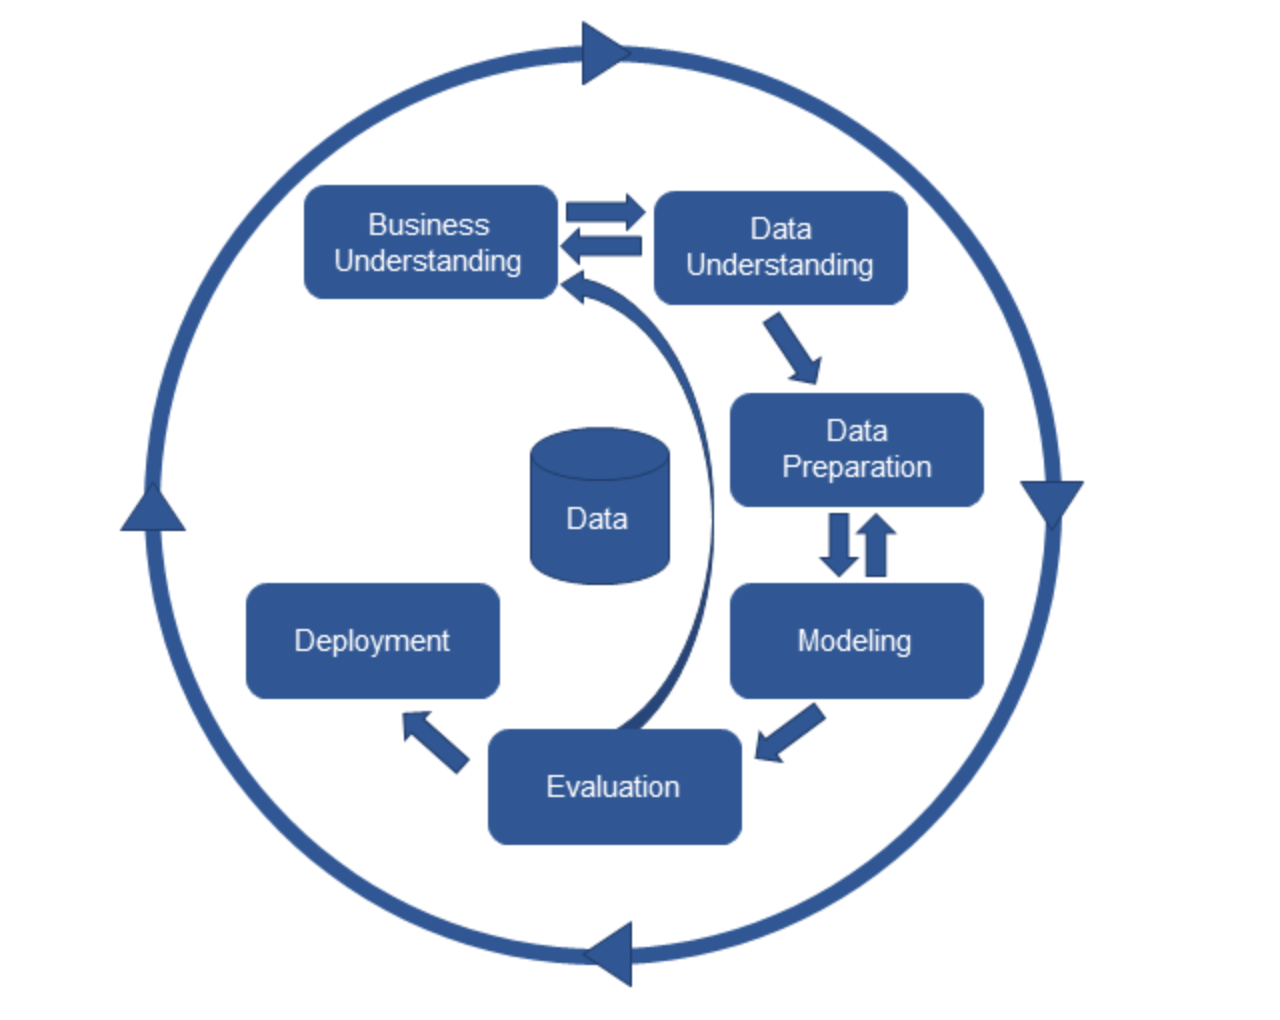 Business
Understanding
Data
Understanding
Data
Preparation
Data
Modeling
Deployment
Evaluation